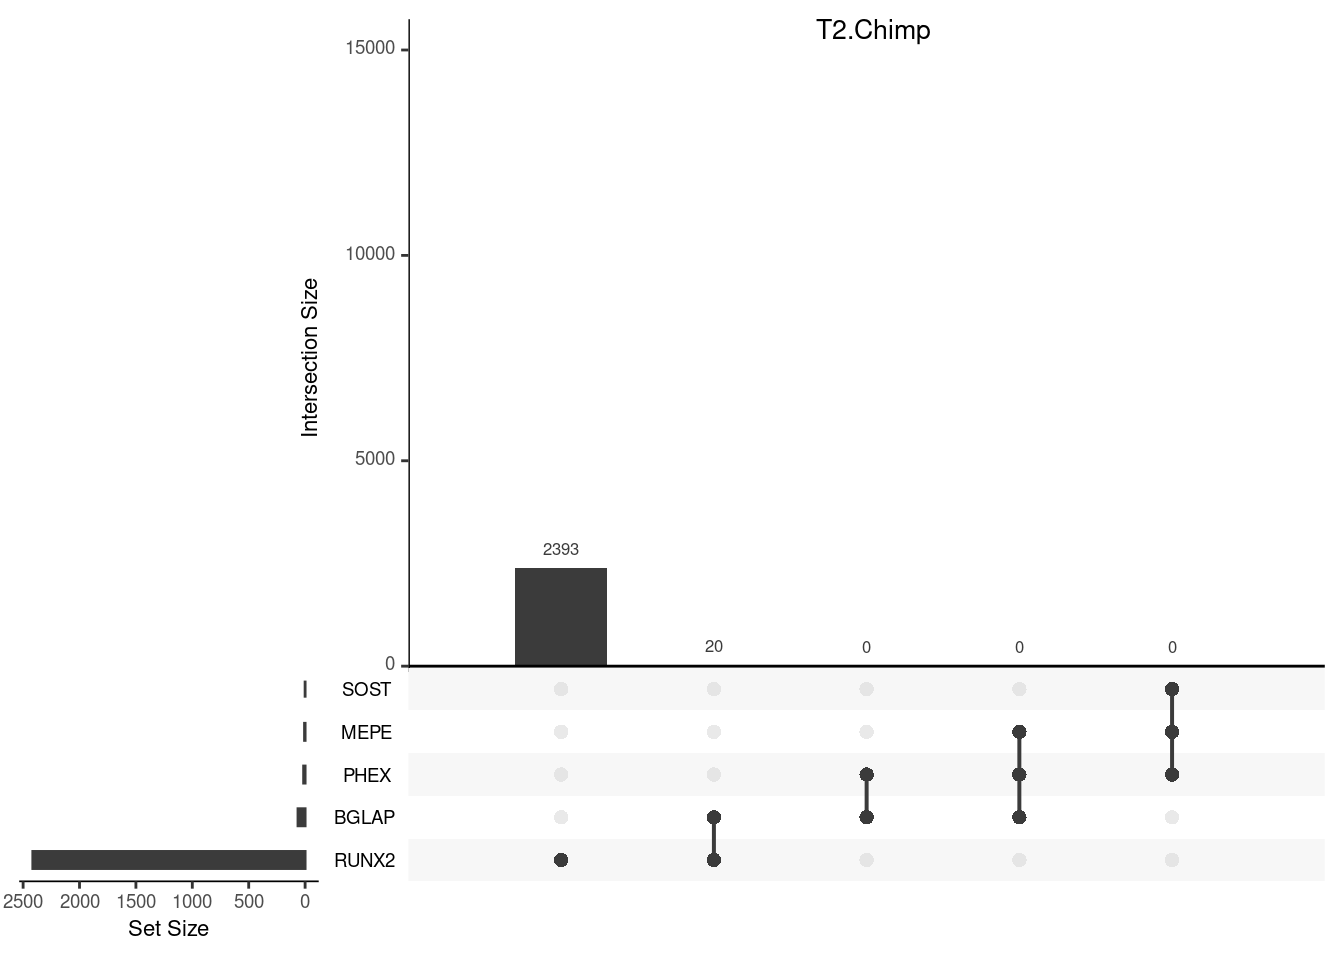 T2.Chimp
15000
10000
5000
0
Intersection Size
2393
20
0
0
0
SOST
MEPE
PHEX
BGLAP
RUNX2
2500 2000 1500 1000 500 0
Set Size